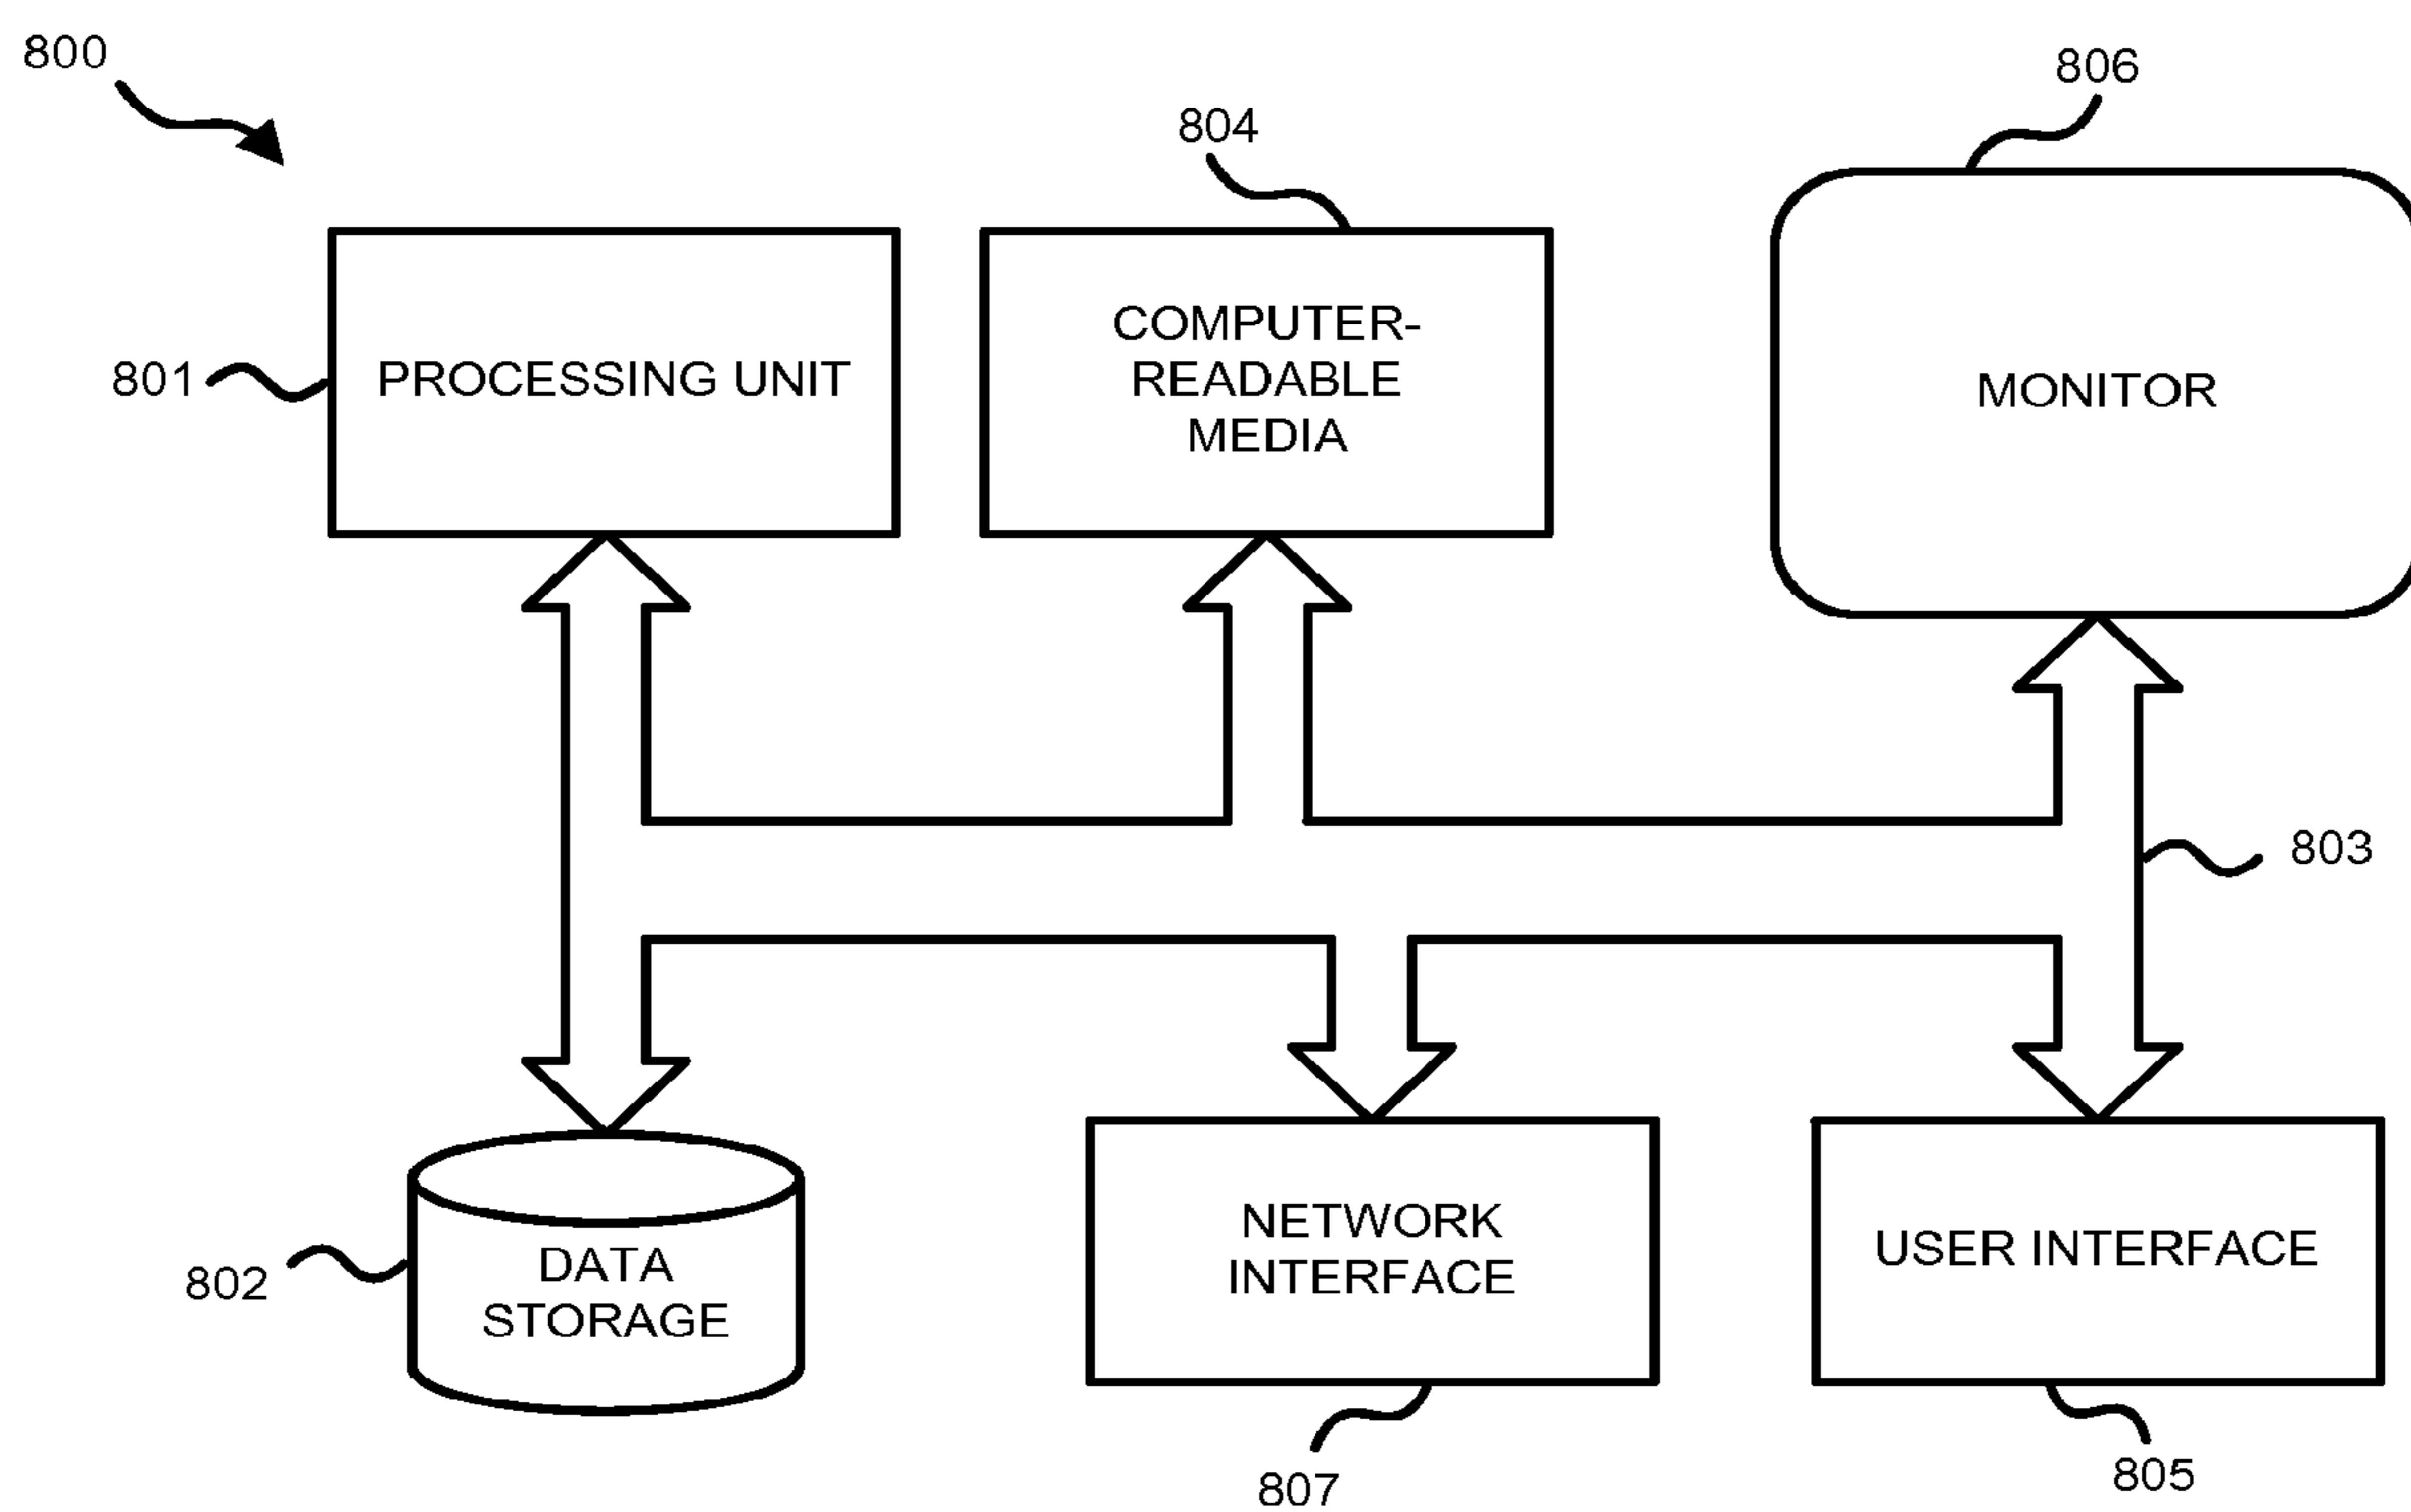 800
806
804
COMPUTER-
READABLE
MEDIA
801
PROCESSING UNIT
MONITOR
803
NETWORK
INTERFACE
USER INTERFACE
802
DATA
STORAGE
807
805